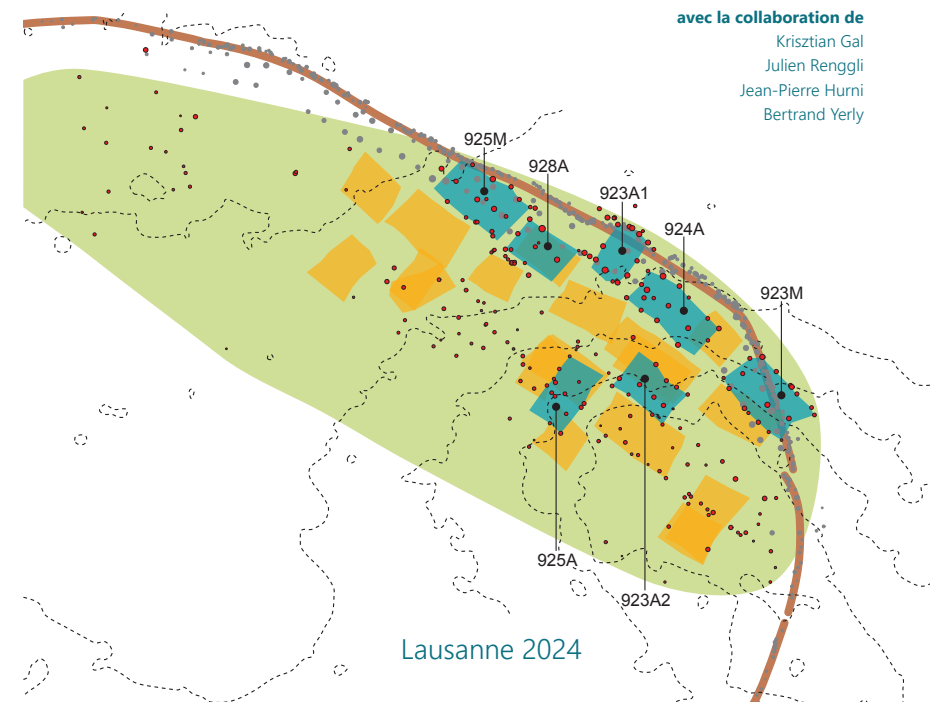 avec la collaboration de
Krisztian Gal
Julien Renggli
Jean-Pierre Hurni
Bertrand Yerly
925M
928A
923A1
924A
923M
925A
923A2
Lausanne 2024